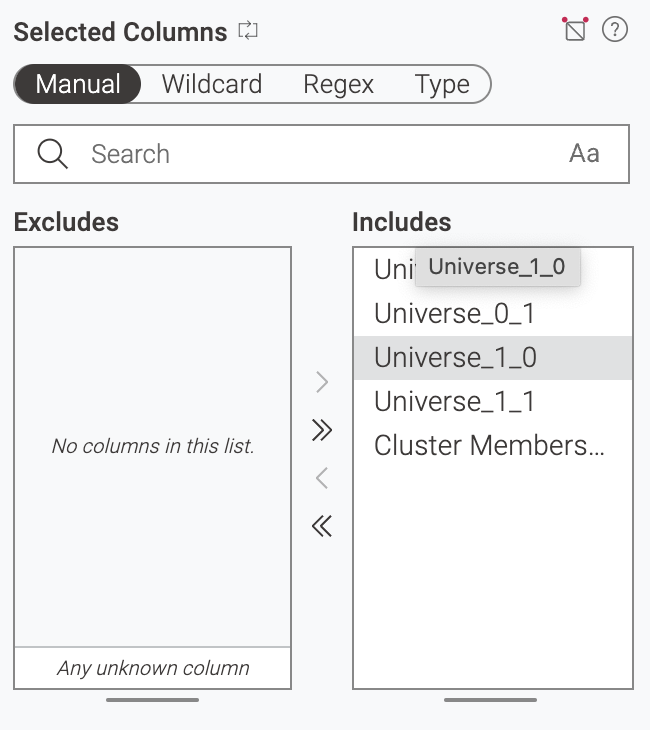 Selected Columns
?
Manual Wildcard Regex Type
Search Aa
Excludes
No columns in this list.
Any unknown column
Includes
Uni
Universe_1_0
Universe_0_1
Universe_1_0
Universe_1_1
Cluster Members...